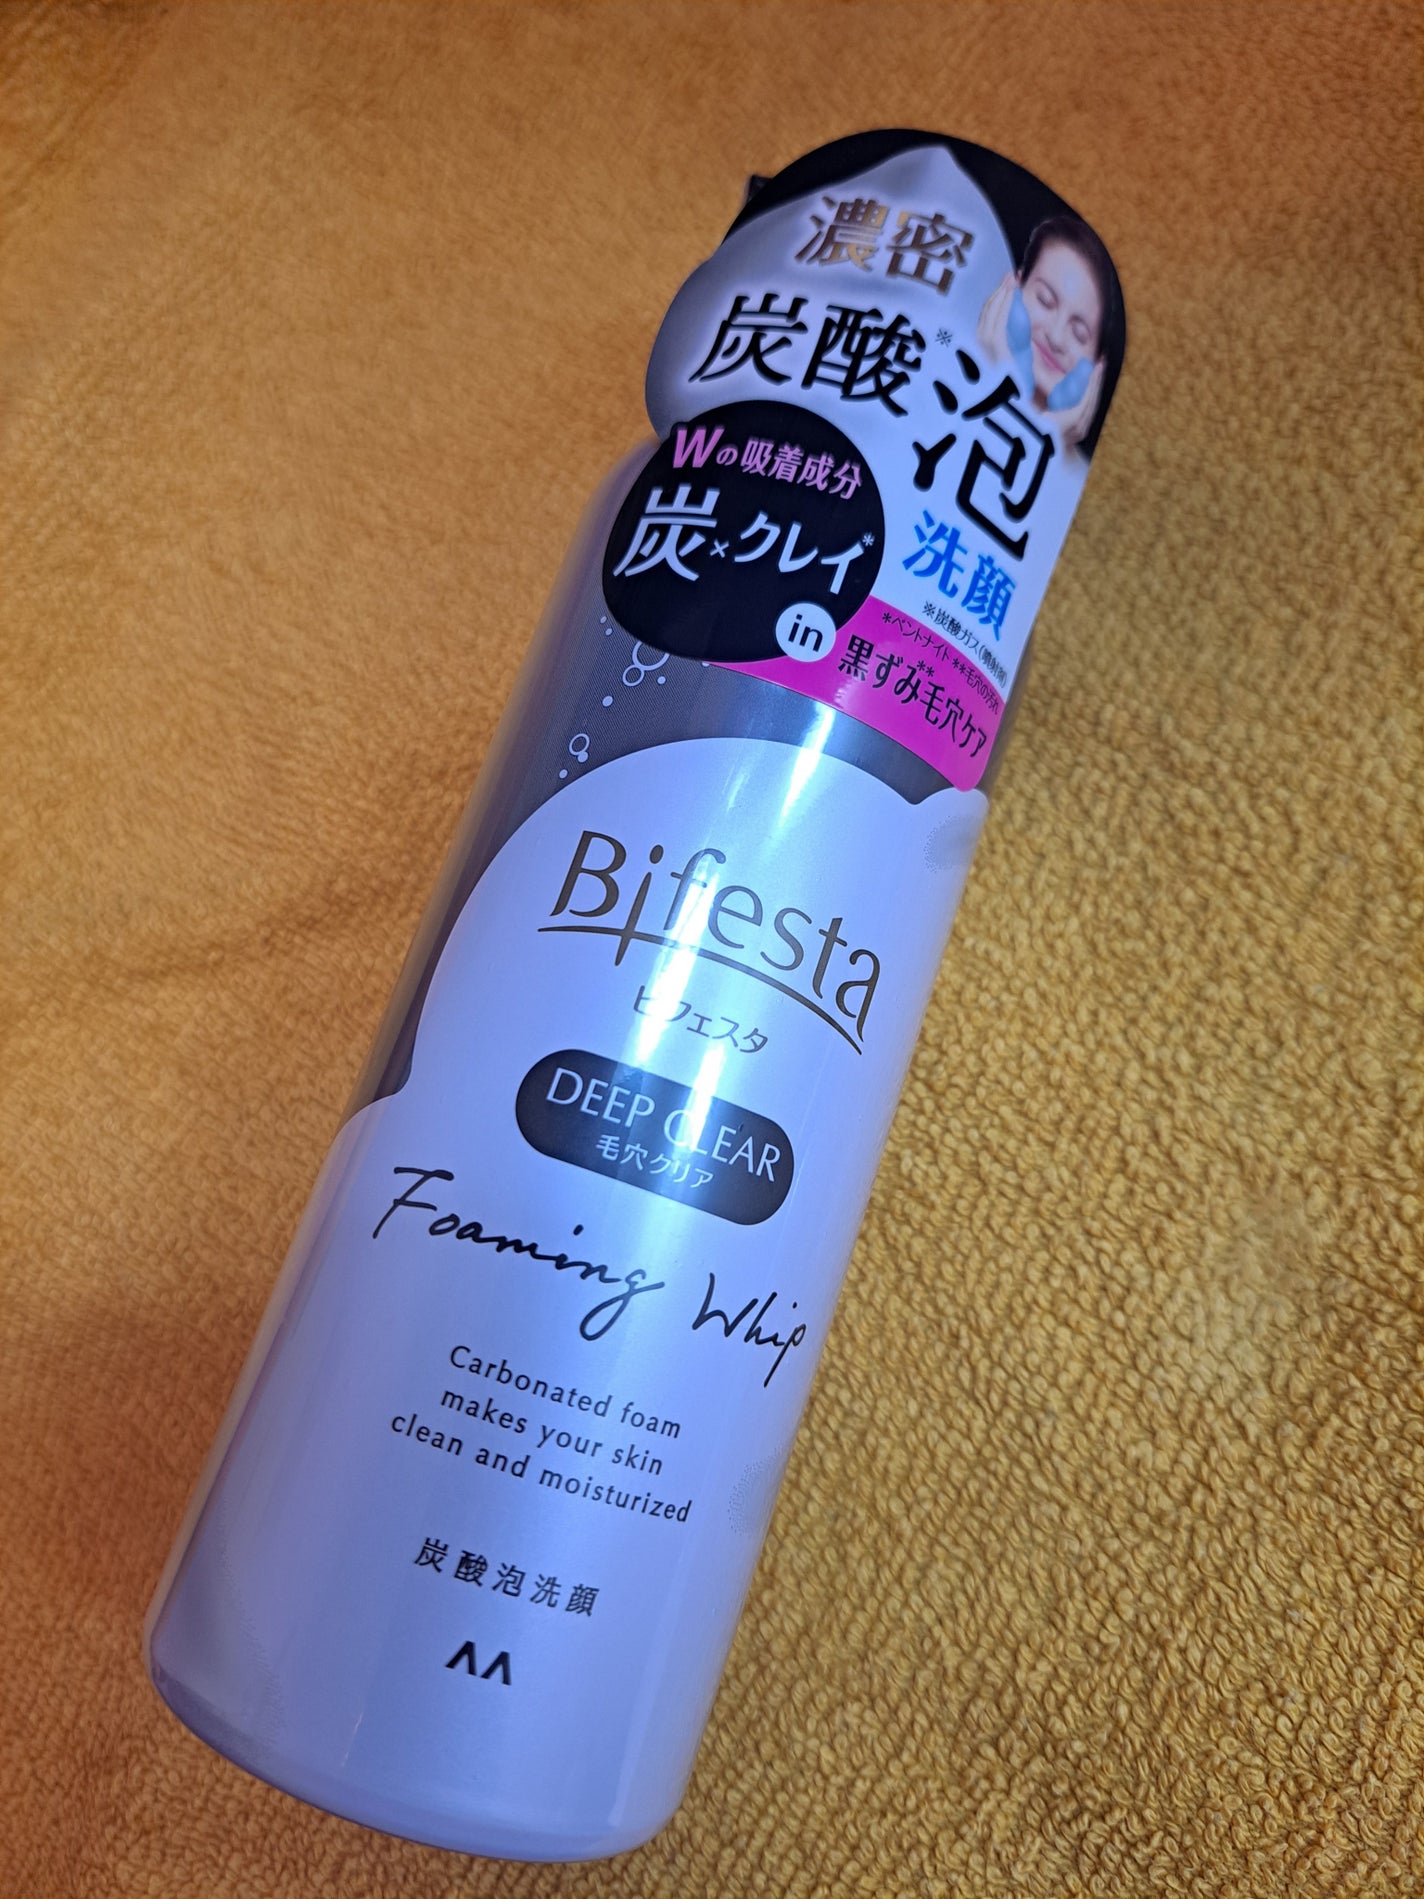 濃密
炭酸※泡
洗顔
※炭酸ガス(噴射剤)
Wの吸着成分
炭×クレイ*
in
*ベントナイト **毛穴の汚れ
黒ずみ**毛穴ケア
Bifesta
ビフェスタ
DEEP CLEAR
毛穴クリア
Foaming Whip
Carbonated foam
makes your skin
clean and moisturized
炭酸泡洗顔